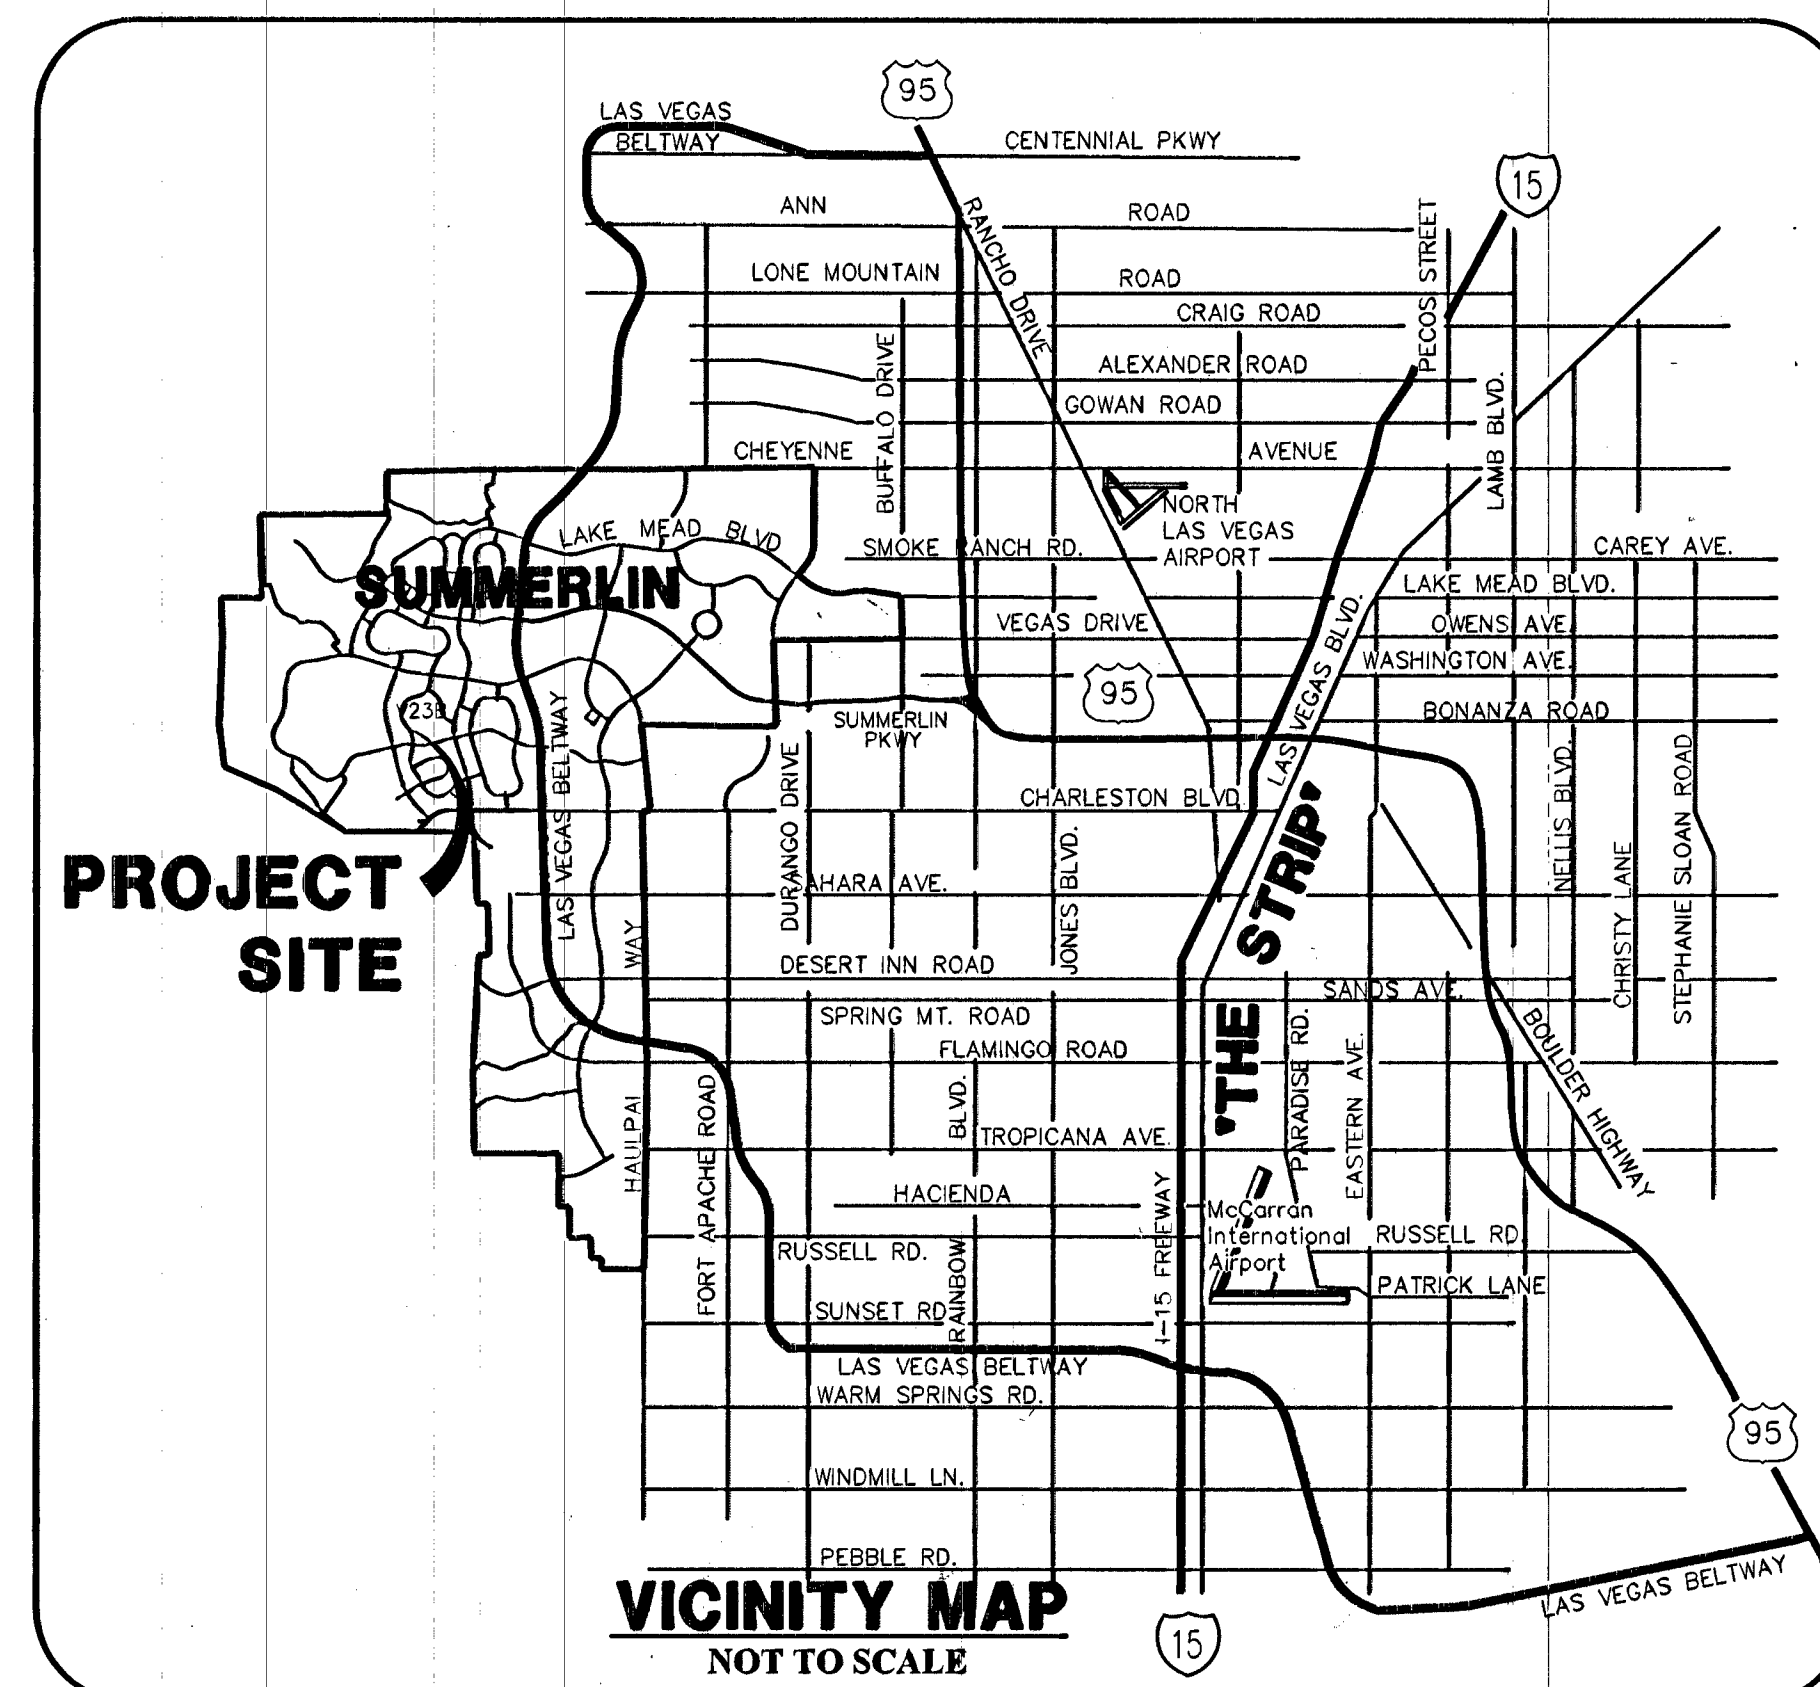 95
LAS VEGAS
BELTWAY
CENTENNIAL PKWY
15
ANN ROAD
RANCHO DRIVE
PECOS STREET
LONE MOUNTAIN ROAD
CRAIG ROAD
BUFFALO DRIVE
ALEXANDER ROAD
GOWAN ROAD
LAMB BLVD.
CHEYENNE AVENUE
NORTH
LAS VEGAS
AIRPORT
LAKE MEAD BLVD
SMOKE RANCH RD.
CAREY AVE.
SUMMERLIN
LAKE MEAD BLVD.
VEGAS DRIVE
OWENS AVE.
LAS VEGAS BLVD.
WASHINGTON AVE.
95
SUMMERLIN
PKWY
BONANZA ROAD
LAS VEGAS BELTWAY
LAS VEGAS BLVD.
DURANGO DRIVE
CHARLESTON BLVD
NELLIS BLVD.
STEPHANIE SLOAN ROAD
CHRISTY LANE
PROJECT
SITE
LAS VEGAS BELTWAY
AHARA AVE.
JONES BLVD.
"THE STRIP"
HAULPAI WAY
DESERT INN ROAD
SANDS AVE.
SPRING MT. ROAD
FLAMINGO ROAD
PARADISE RD.
EASTERN AVE.
BOULDER HIGHWAY
FORT APACHE ROAD
RAINBOW BLVD.
TROPICANA AVE.
HACIENDA
I-15 FREEWAY
McCarran
International
Airport
RUSSELL RD.
RUSSELL RD
PATRICK LANE
SUNSET RD
LAS VEGAS BELTWAY
WARM SPRINGS RD.
95
WINDMILL LN.
PEBBLE RD.
LAS VEGAS BELTWAY
VICINITY MAP
NOT TO SCALE
15